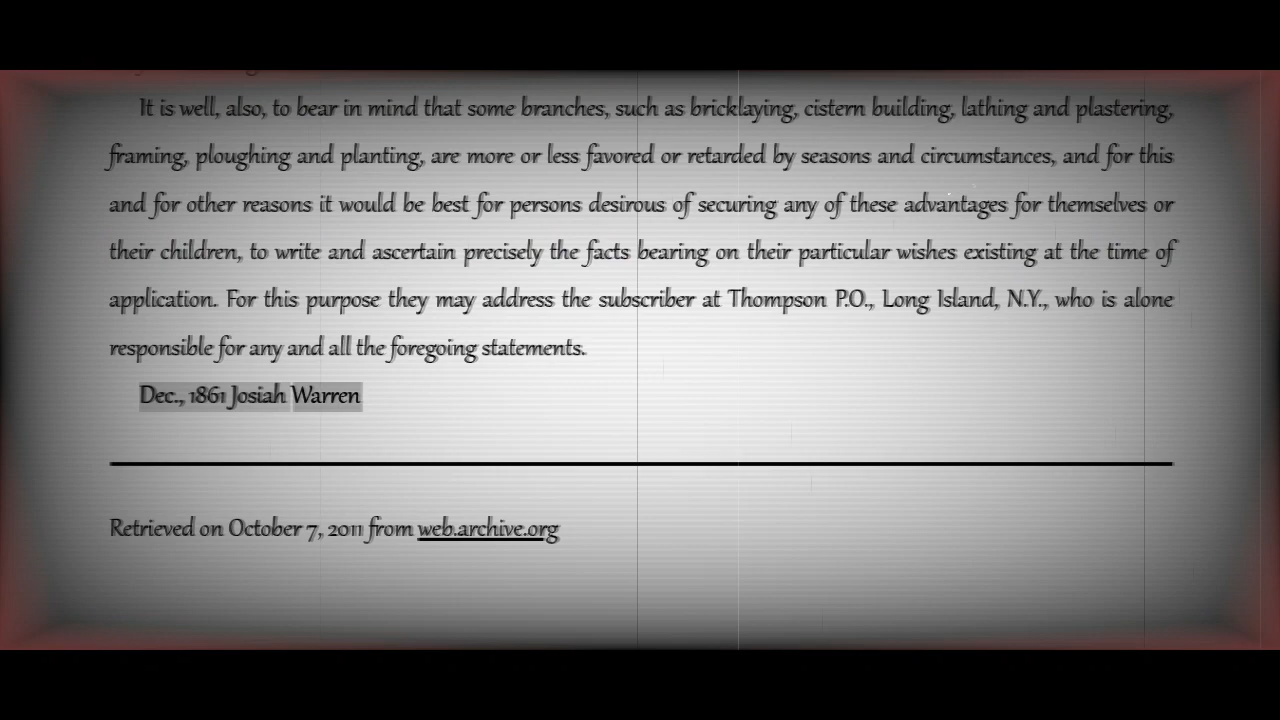 It is well, also, to bear in mind that some branches, such as bricklaying, cistern building, lathing and plastering,
framing, ploughing and planting, are more or less favored or retarded by seasons and circumstances, and for this
and for other reasons it would be best for persons desirous of securing any of these advantages for themselves or
their children, to write and ascertain precisely the facts bearing on their particular wishes existing at the time of
application. For this purpose they may address the subscriber at Thompson P.O., Long Island, N.Y., who is alone
responsible for any and all the foregoing statements.
Dec., 1861 Josiah Warren
Retrieved on October 7, 2011 from web.archive.org